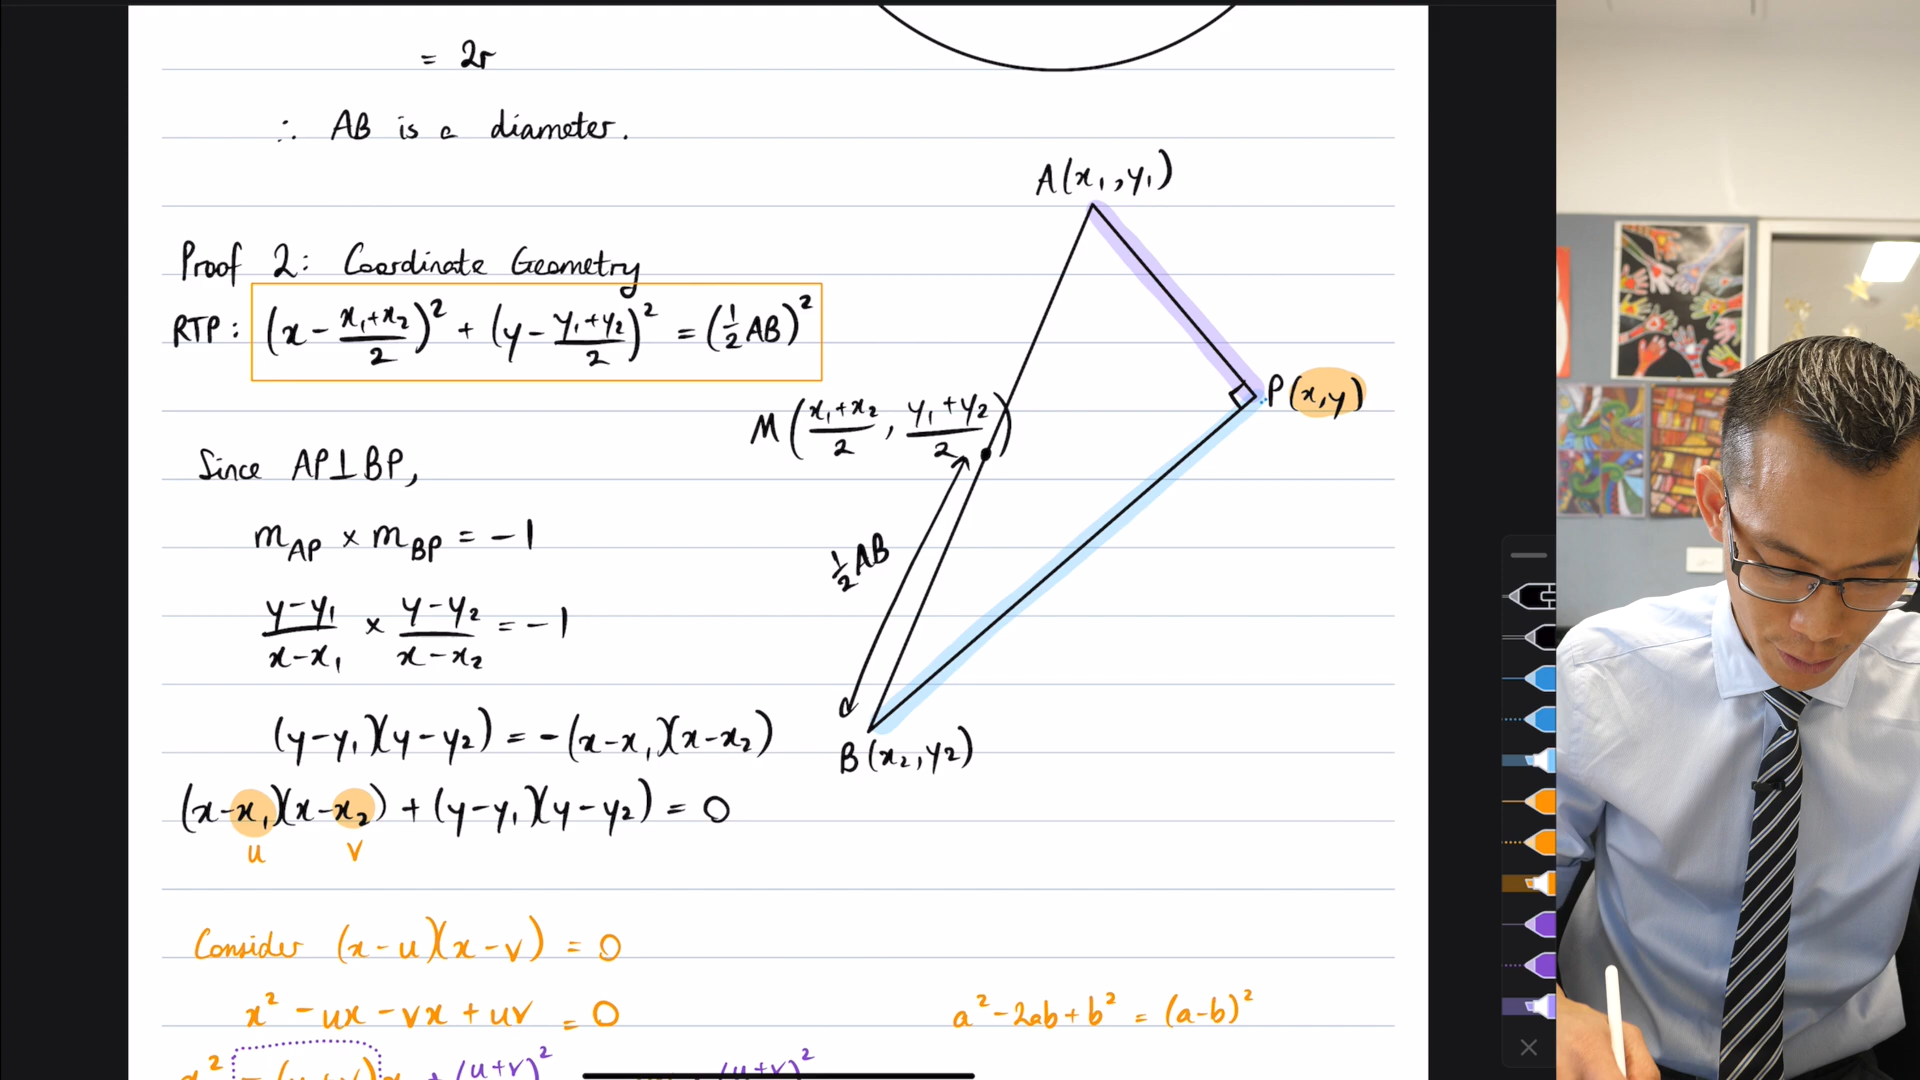 = 2r
∴ AB is a diameter.
A(x₁, y₁)
Proof 2: Coordinate Geometry
RTP: (x - (x₁+x₂)/2)² + (y - (y₁+y₂)/2)² = (½AB)²
P(x,y)
M((x₁+x₂)/2, (y₁+y₂)/2)
Since AP⊥BP,
m_AP × m_BP = -1
½AB
(y-y₁)/(x-x₁) × (y-y₂)/(x-x₂) = -1
(y-y₁)(y-y₂) = -(x-x₁)(x-x₂)
B(x₂, y₂)
(x-x₁)(x-x₂) + (y-y₁)(y-y₂) = 0
u v
Consider (x-u)(x-v) = 0
x² - ux - vx + uv = 0
a² - 2ab + b² = (a-b)²
x² - (u+v)x + (u+v)² (u+v)²